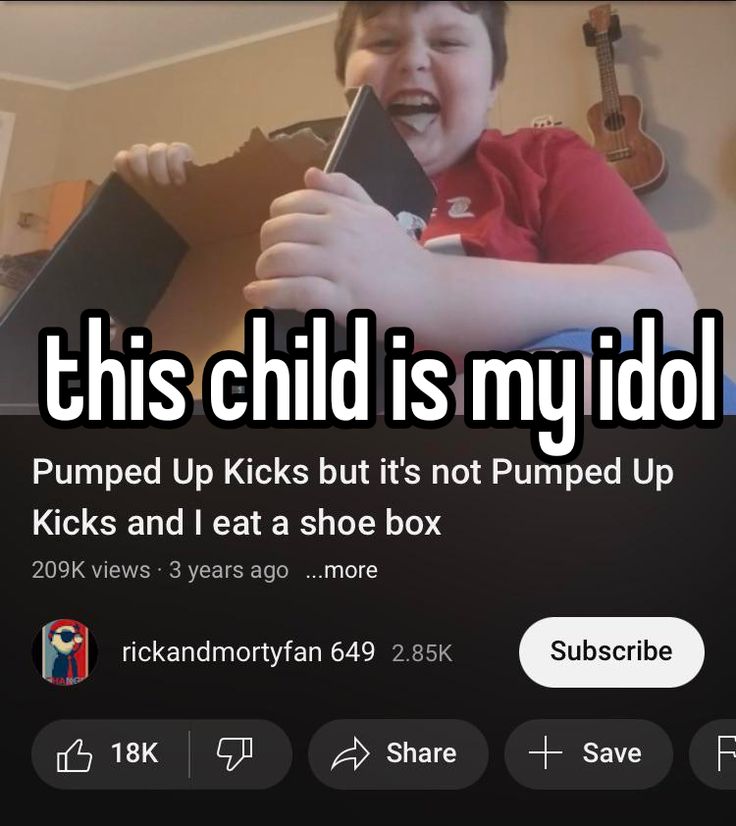 this child is my idol
Pumped Up Kicks but it's not Pumped Up
Kicks and I eat a shoe box
209K views · 3 years ago ...more
rickandmortyfan 649 2.85K
Subscribe
18K
Share
Save